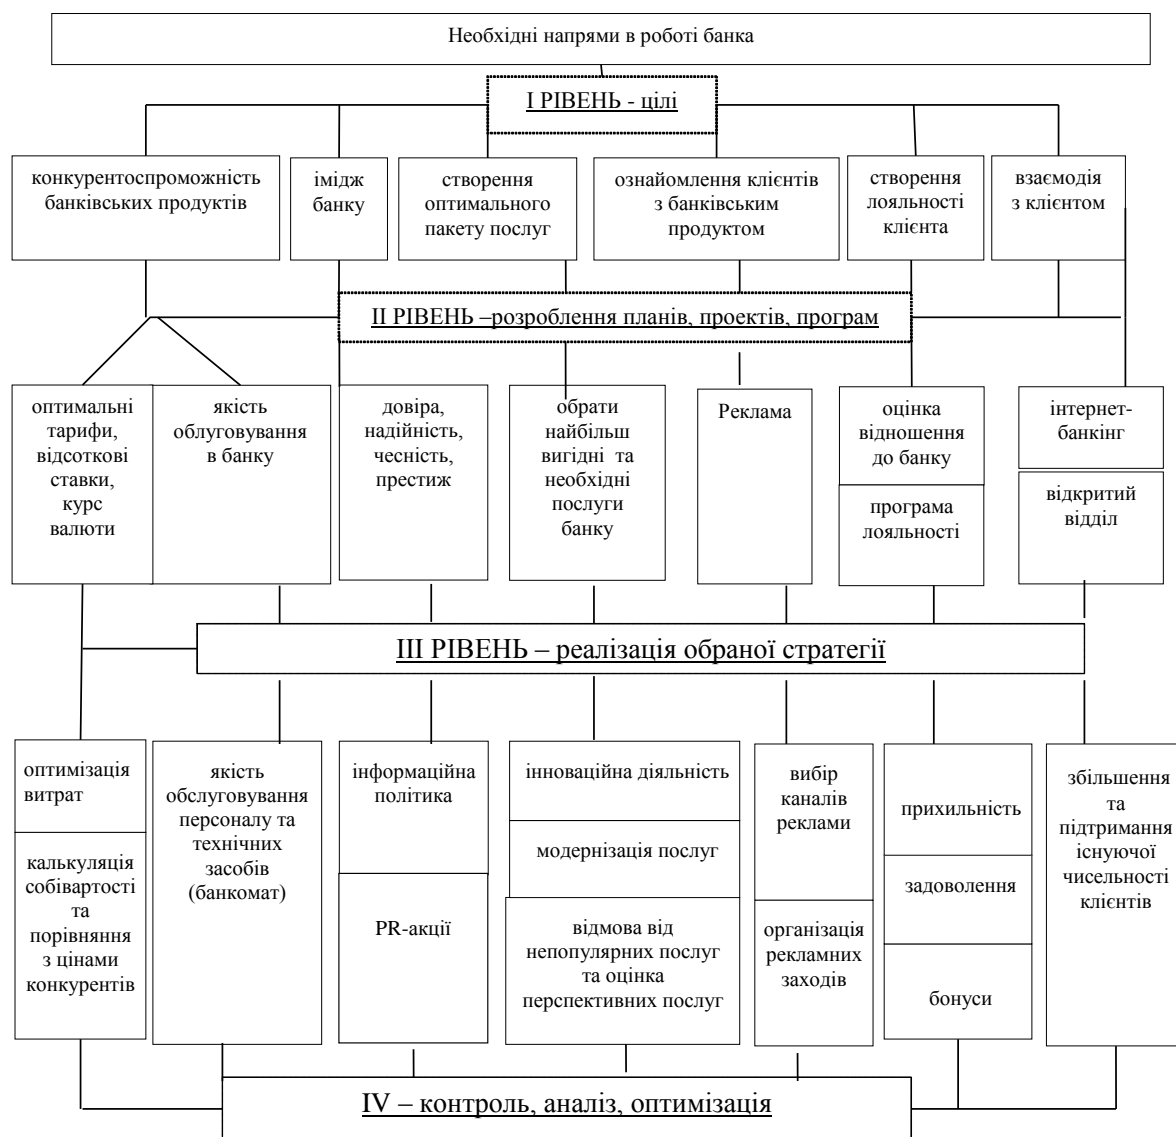 Необхідні напрями в роботі банка
І РІВЕНЬ - цілі
конкурентоспроможність
банківських продуктів
імідж
банку
створення
оптимального
пакету послуг
ознайомлення клієнтів
з банківським
продуктом
створення
лояльності
клієнта
взаємодія
з клієнтом
ІІ РІВЕНЬ –розроблення планів, проектів, програм
оптимальні
тарифи,
відсоткові
ставки,
курс
валюти
якість
облуговування
в банку
довіра,
надійність,
чесність,
престиж
обрати
найбільш
вигідні та
необхідні
послуги
банку
Реклама
оцінка
відношення
до банку
програма
лояльності
інтернет-
банкінг
відкритий
відділ
ІІІ РІВЕНЬ – реалізація обраної стратегії
оптимізація
витрат
калькуляція
собівартості
та
порівняння
з цінами
конкурентів
якість
обслуговування
персоналу та
технічних
засобів
(банкомат)
інформаційна
політика
PR-акції
інноваційна діяльність
модернізація послуг
відмова від
непопулярних послуг
та оцінка
перспективних послуг
вибір
каналів
реклами
організація
рекламних
заходів
прихильність
задоволення
бонуси
збільшення
та
підтримання
існуючої
чисельності
клієнтів
IV – контроль, аналіз, оптимізація